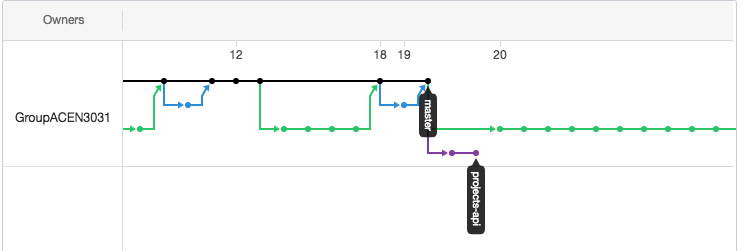 Owners
12
18
19
20
GroupACEN3031
master
projects-api